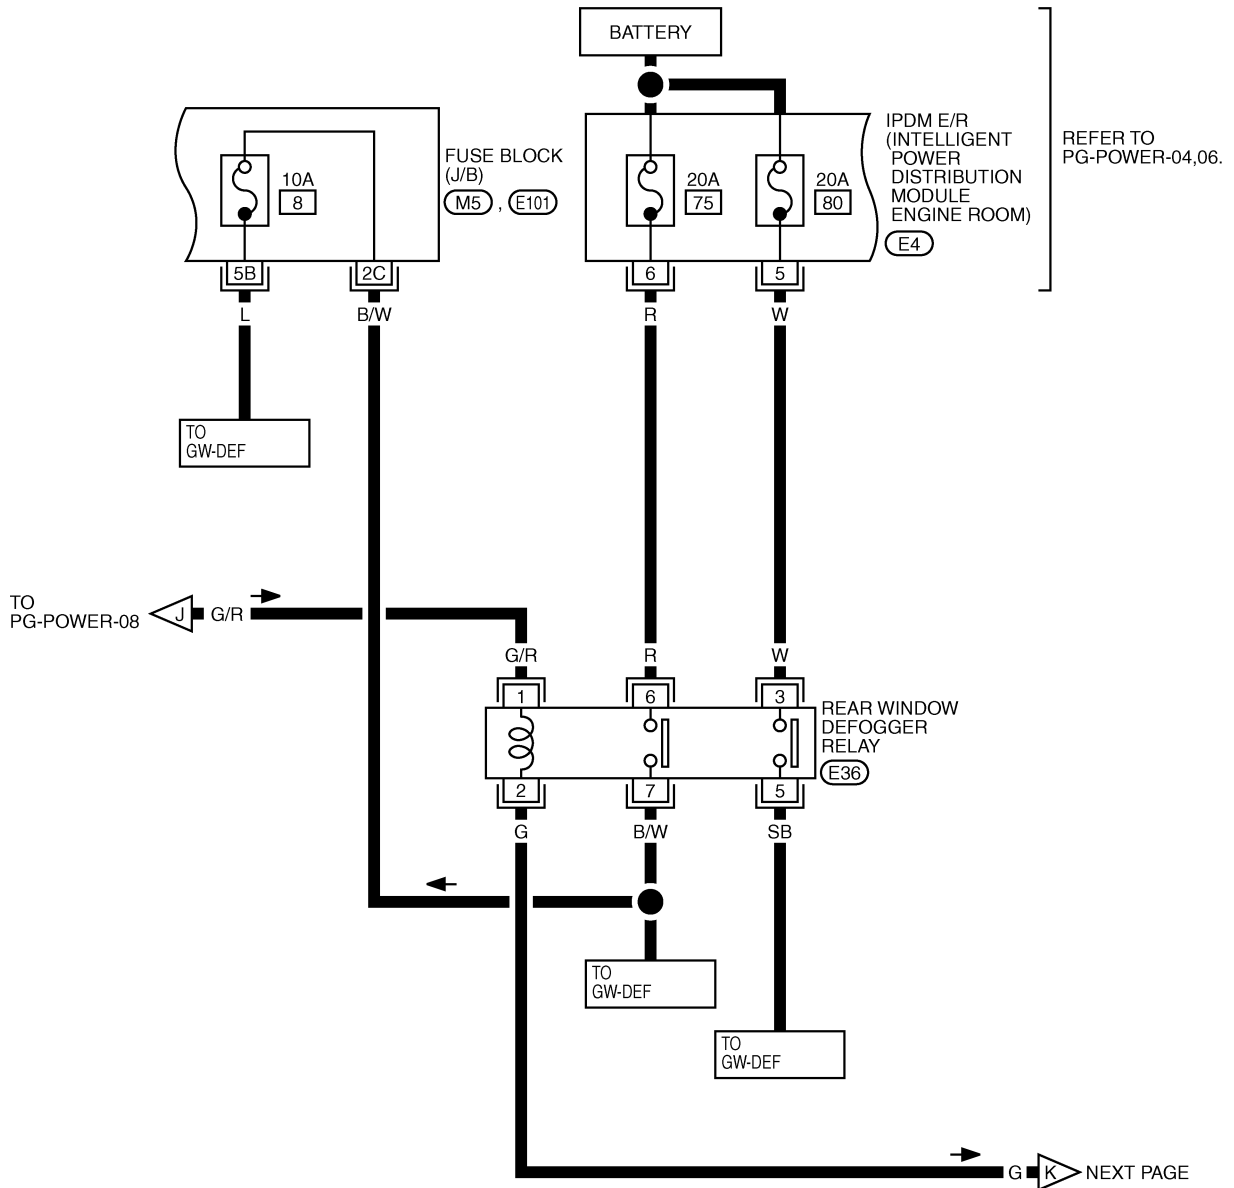 BATTERY
IPDM E/R
(INTELLIGENT
POWER
DISTRIBUTION
MODULE
ENGINE ROOM)
E4
REFER TO
PG-POWER-04,06.
FUSE BLOCK
(J/B)
M5 , E101
10A
8
20A
75
20A
80
5B
2C
6
5
L
B/W
R
W
TO
GW-DEF
TO
PG-POWER-08
J
G/R
G/R
R
W
1
6
3
REAR WINDOW
DEFOGGER
RELAY
E36
2
7
5
G
B/W
SB
TO
GW-DEF
TO
GW-DEF
G
K
NEXT PAGE